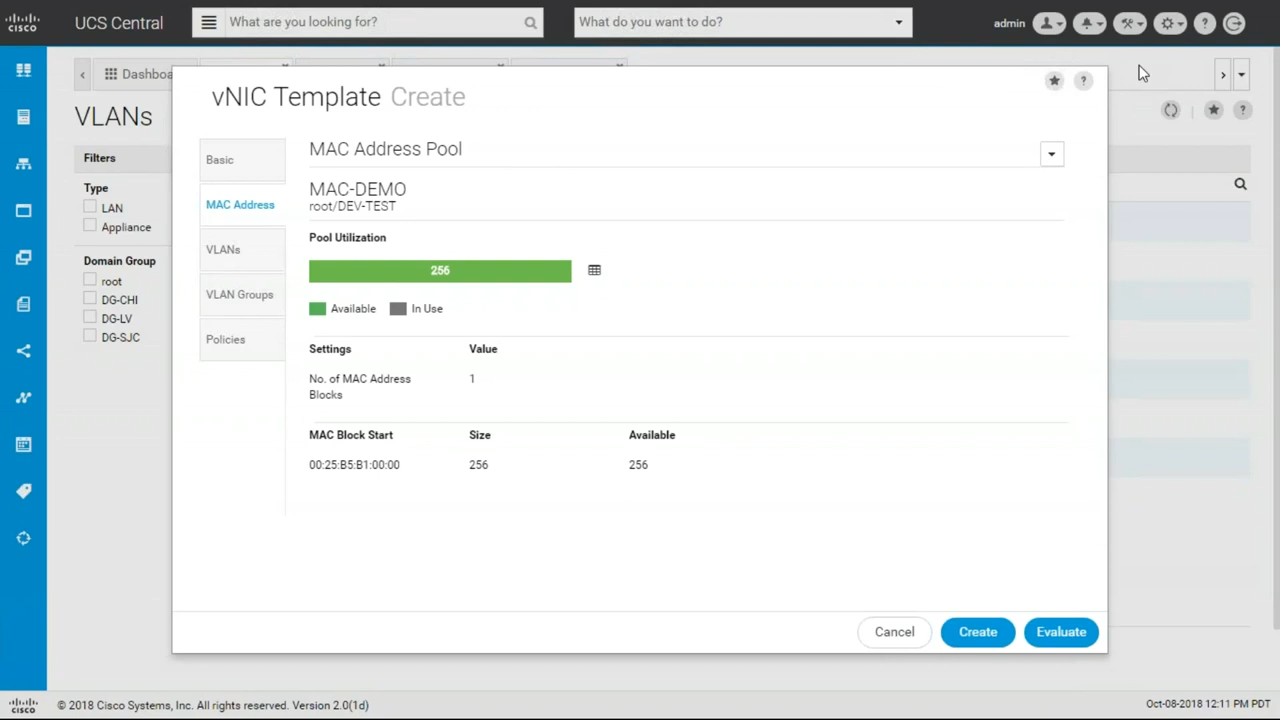 CISCO
UCS Central
What are you looking for?
What do you want to do?
admin
?
Dashboa
vNIC Template Create
?
VLANs
?
Filters
Type
LAN
Appliance
Domain Group
root
DG-CHI
DG-LV
DG-SJC
Basic
MAC Address
VLANs
VLAN Groups
Policies
MAC Address Pool
MAC-DEMO
root/DEV-TEST
Pool Utilization
256
Available In Use
Settings Value
No. of MAC Address
Blocks
1
MAC Block Start Size Available
00:25:B5:B1:00:00 256 256
Cancel Create Evaluate
CISCO
© 2018 Cisco Systems, Inc. All rights reserved. Version 2.0(1d)
Oct-08-2018 12:11 PM PDT